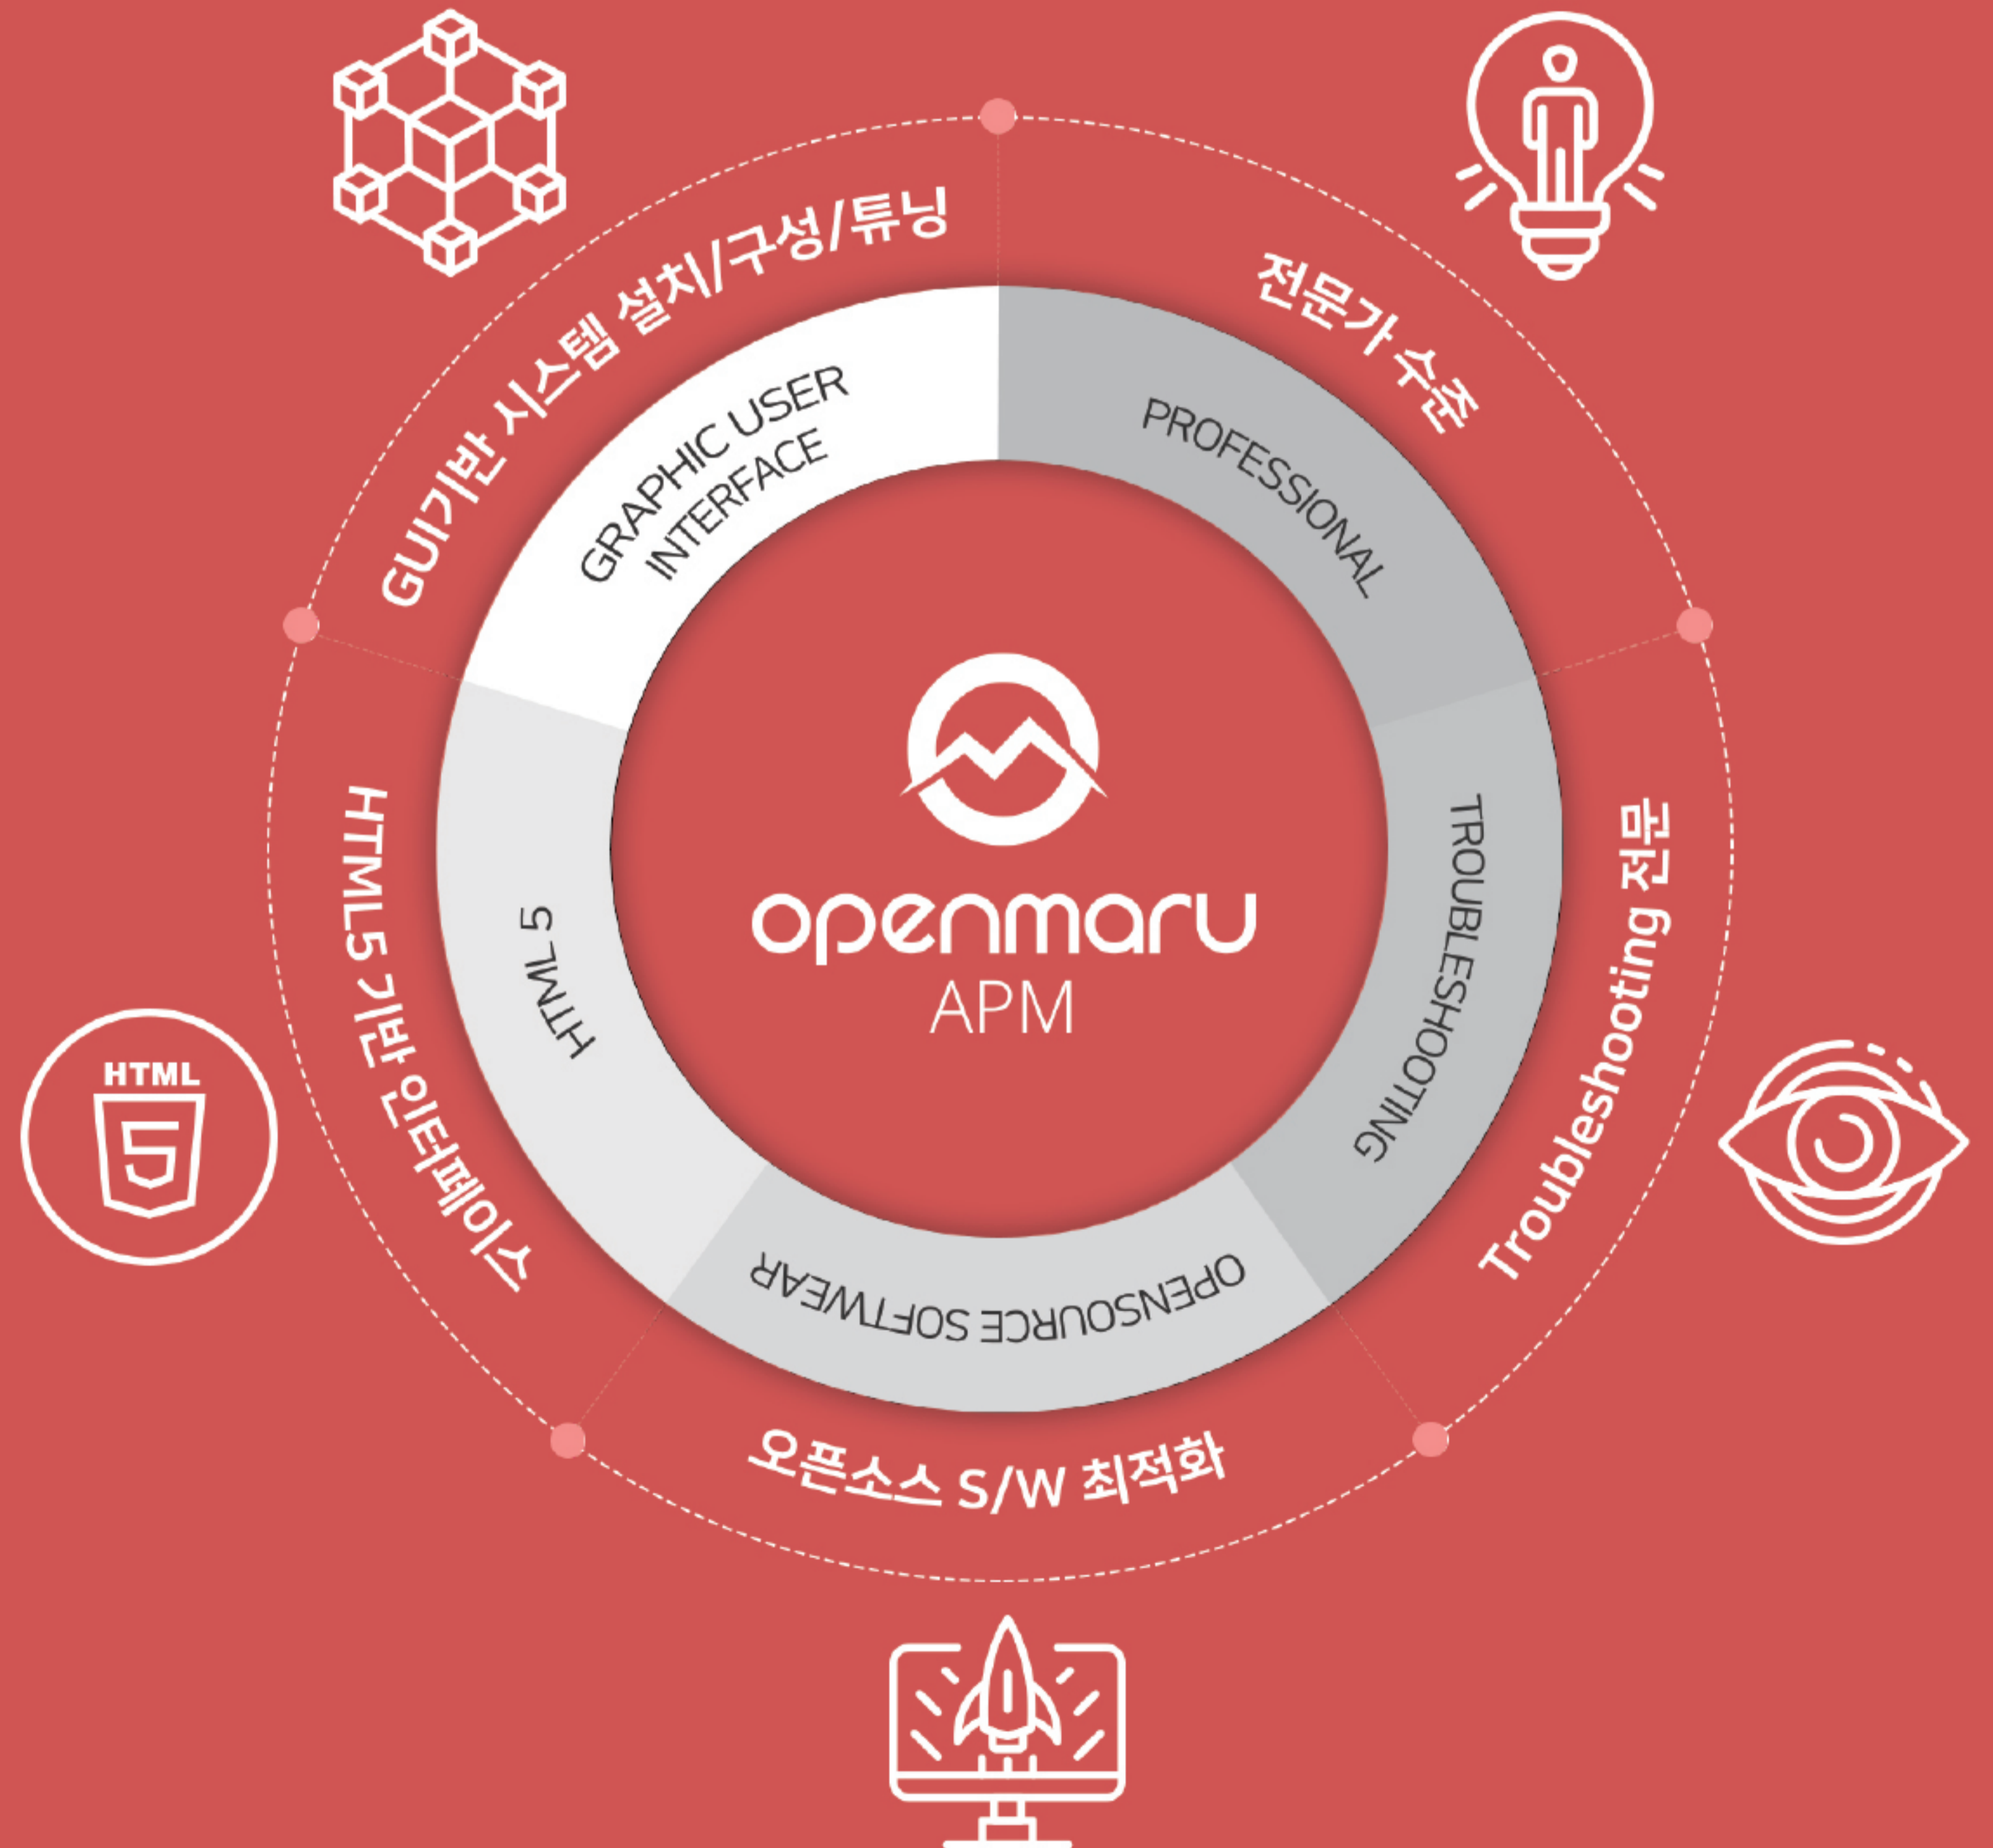 GUI기반 시스템 설치/구성/튜닝
전문가 수준
GRAPHIC USER
INTERFACE
PROFESSIONAL
openmaru
APM
HTML5 기반 인터페이스
HTML 5
TROUBLESHOOTING
Troubleshooting 전문
HTML
5
OPENSOURCE SOFTWEAR
오픈소스 S/W 최적화